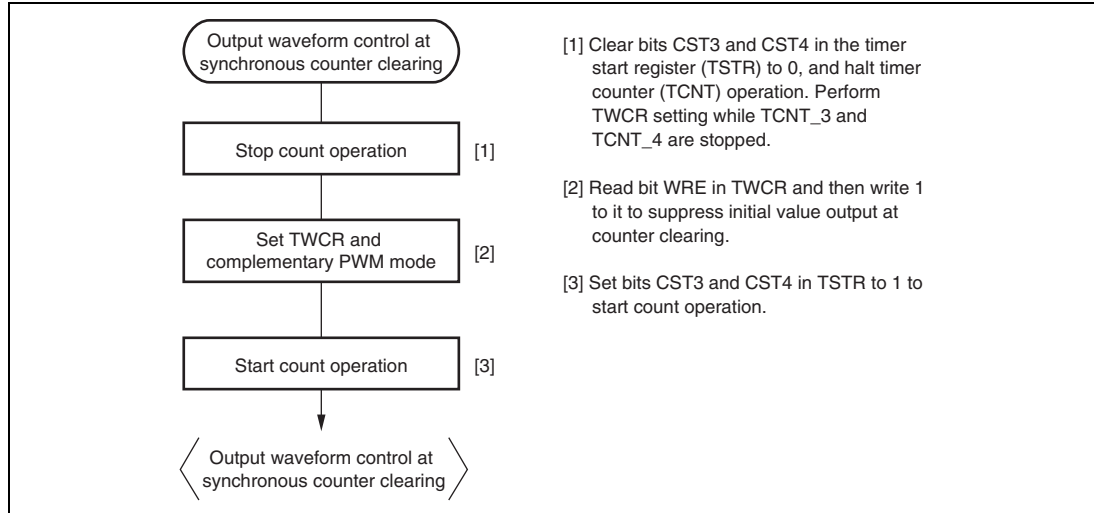 Output waveform control at
synchronous counter clearing
Stop count operation
[1]
Set TWCR and
complementary PWM mode
[2]
Start count operation
[3]
Output waveform control at
synchronous counter clearing
[1] Clear bits CST3 and CST4 in the timer
start register (TSTR) to 0, and halt timer
counter (TCNT) operation. Perform
TWCR setting while TCNT_3 and
TCNT_4 are stopped.
[2] Read bit WRE in TWCR and then write 1
to it to suppress initial value output at
counter clearing.
[3] Set bits CST3 and CST4 in TSTR to 1 to
start count operation.